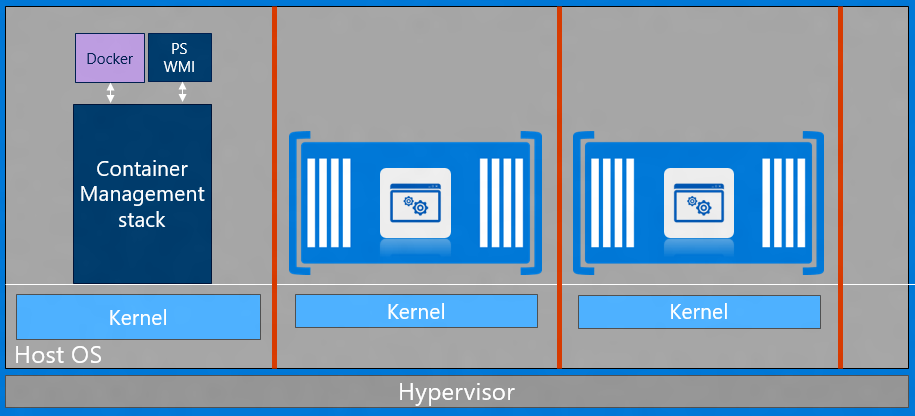 Docker
PS
WMI
Container
Management
stack
Kernel
Kernel
Kernel
Host OS
Hypervisor